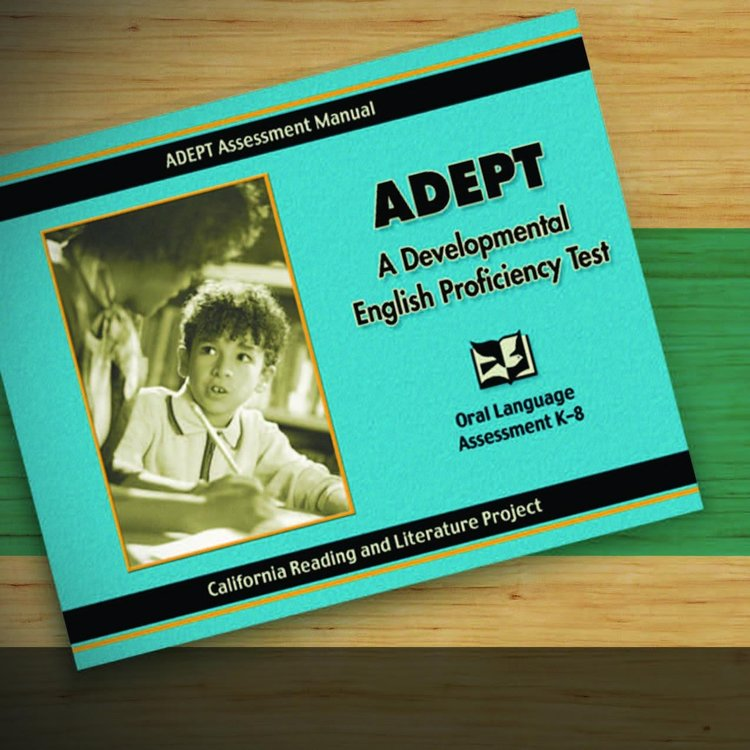 ADEPT Assessment Manual
ADEPT
A Developmental
English Proficiency Test
Oral Language
Assessment K–8
California Reading and Literature Project